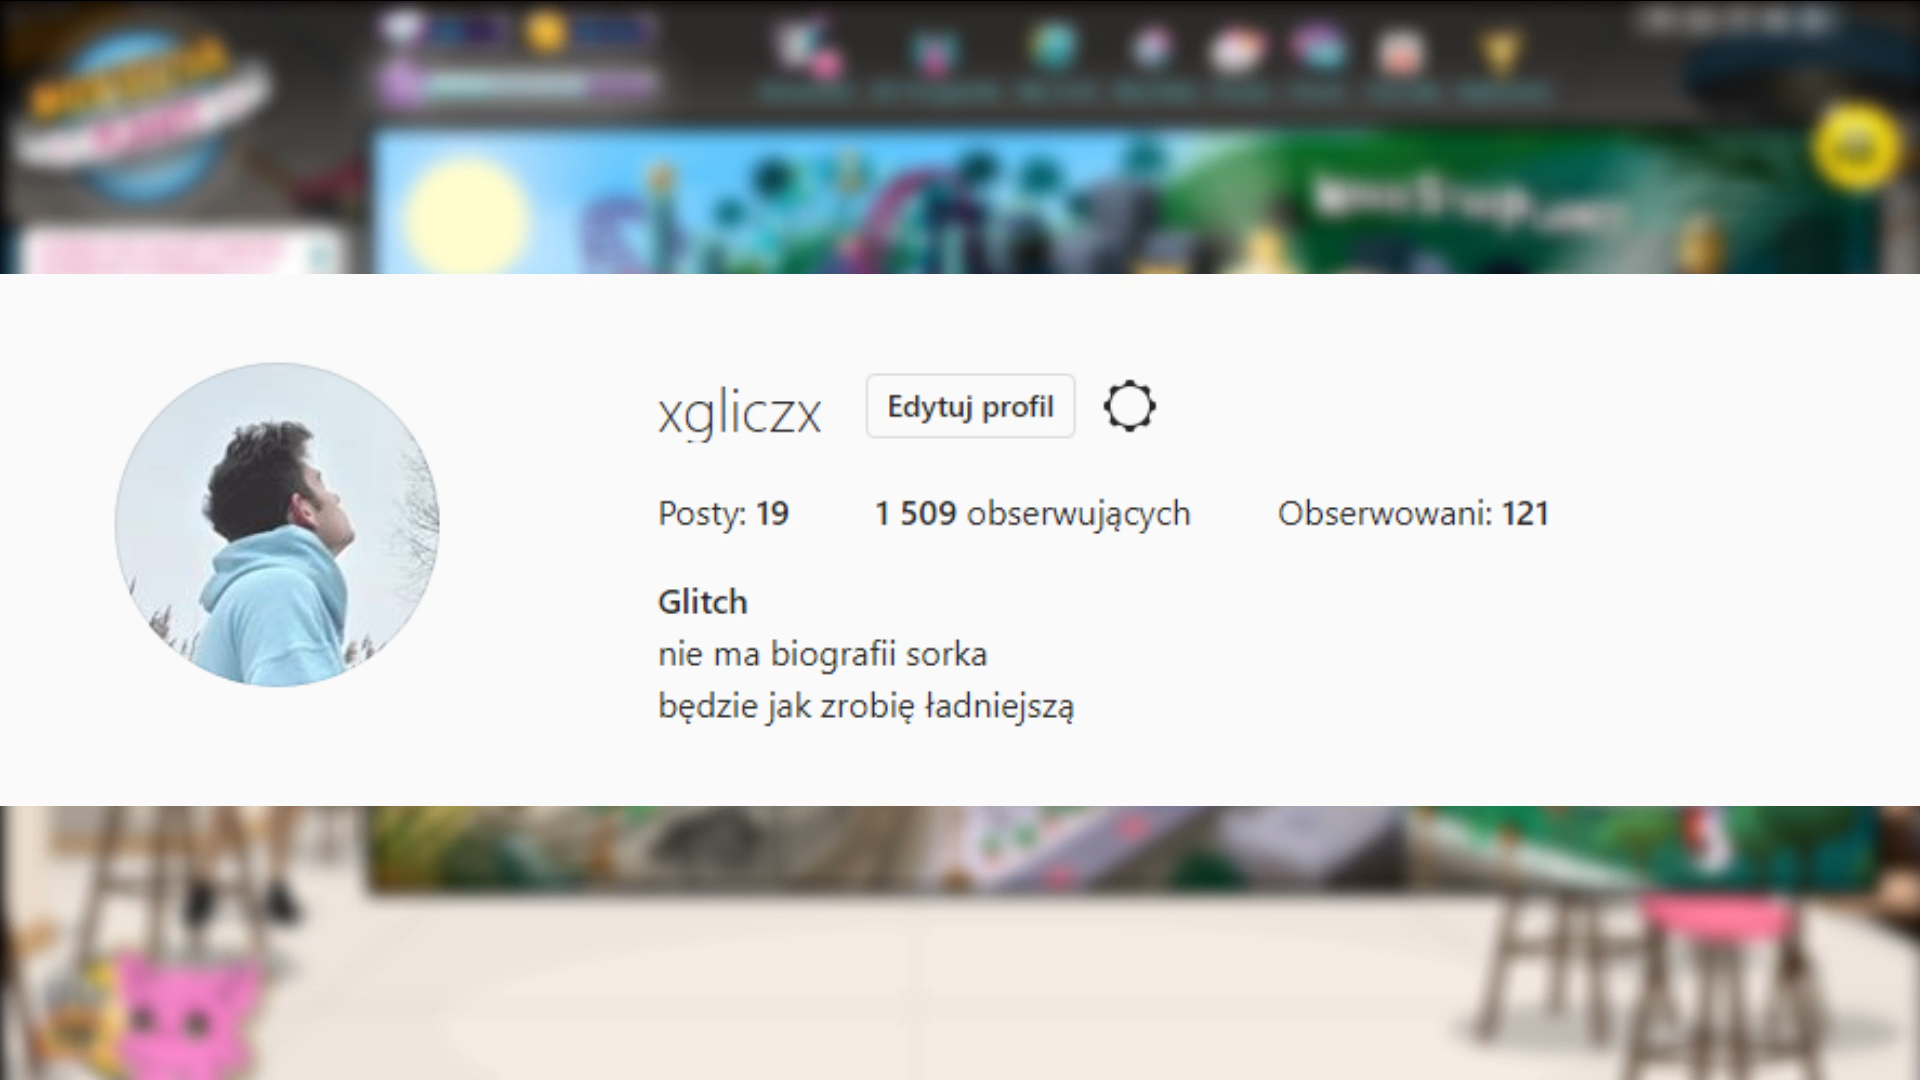 xgliczx Edytuj profil
Posty: 19 1 509 obserwujących Obserwowani: 121
Glitch
nie ma biografii sorka
będzie jak zrobię ładniejszą